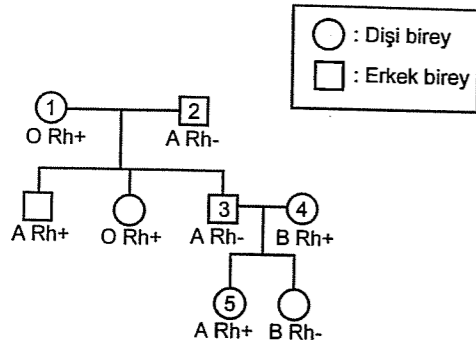 : Dişi birey
: Erkek birey
1 2
O Rh+ A Rh-
3 4
A Rh+ O Rh+ A Rh- B Rh+
5
A Rh+ B Rh-